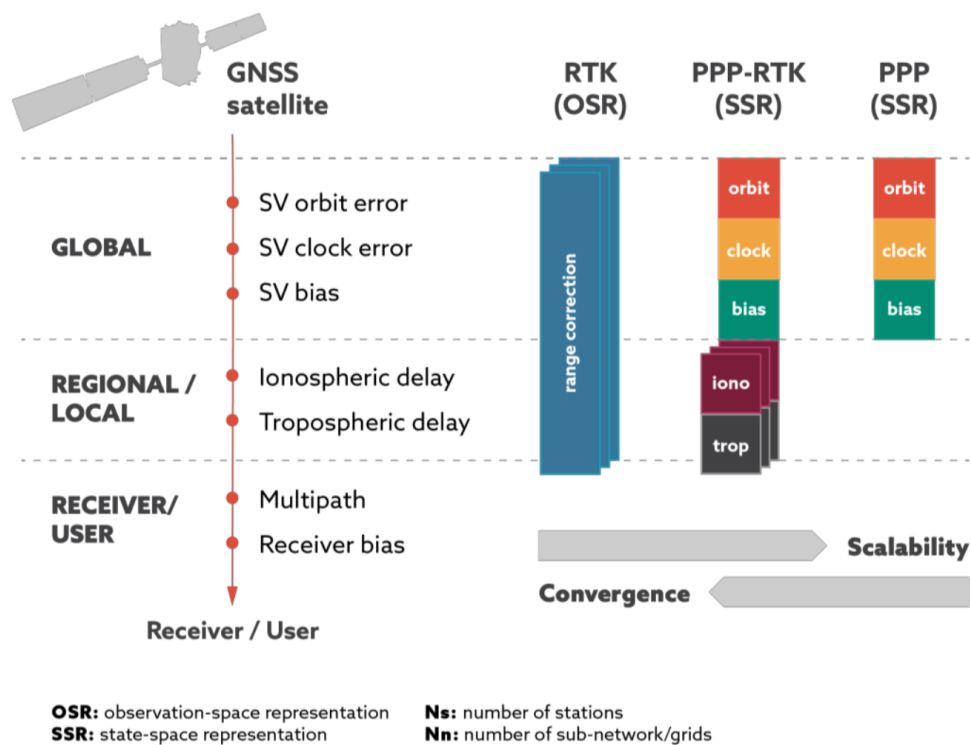 GNSS
satellite
RTK
(OSR)
PPP-RTK
(SSR)
PPP
(SSR)
GLOBAL
SV orbit error
SV clock error
SV bias
REGIONAL /
LOCAL
Ionospheric delay
Tropospheric delay
RECEIVER/
USER
Multipath
Receiver bias
Receiver / User
range correction
orbit
clock
bias
iono
trop
orbit
clock
bias
Scalability
Convergence
OSR: observation-space representation
SSR: state-space representation
Ns: number of stations
Nn: number of sub-network/grids